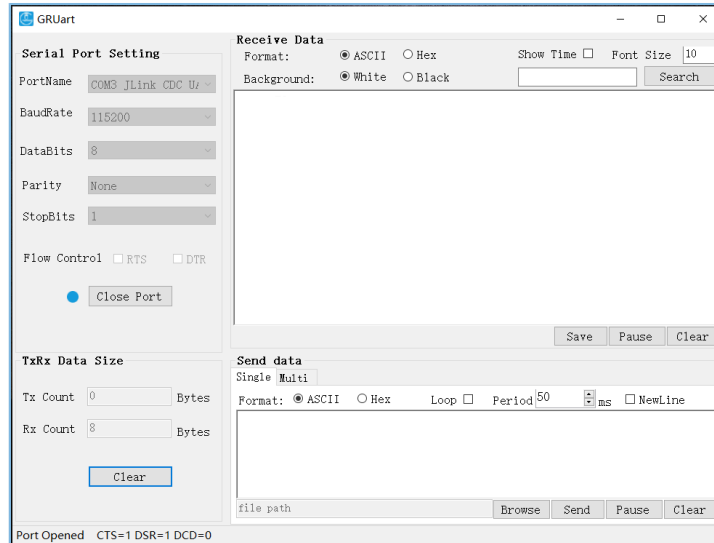 GRUart
Serial Port Setting
PortName COM3 JLink CDC UA
BaudRate 115200
DataBits 8
Parity None
StopBits 1
Flow Control RTS DTR
Close Port
TxRx Data Size
Tx Count 0 Bytes
Rx Count 8 Bytes
Clear
Receive Data
Format: ASCII Hex Show Time Font Size 10
Background: White Black Search
Save Pause Clear
Send data
Single Multi
Format: ASCII Hex Loop Period 50 ms NewLine
file path Browse Send Pause Clear
Port Opened CTS=1 DSR=1 DCD=0